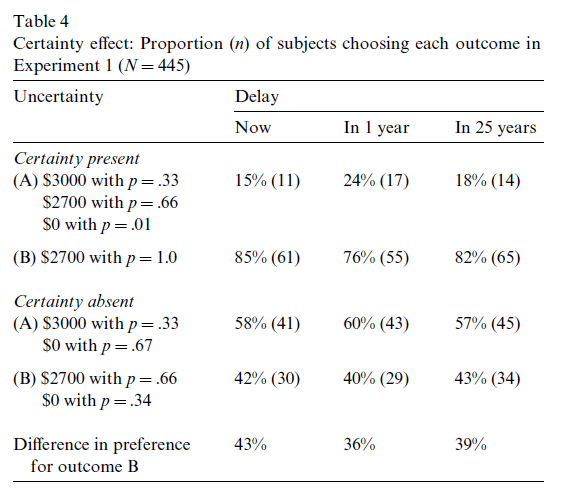 Table 4
Certainty effect: Proportion (n) of subjects choosing each outcome in
Experiment 1 (N = 445)
Uncertainty Delay
Now In 1 year In 25 years
Certainty present
(A) $3000 with p = .33 15% (11) 24% (17) 18% (14)
$2700 with p = .66
$0 with p = .01
(B) $2700 with p = 1.0 85% (61) 76% (55) 82% (65)
Certainty absent
(A) $3000 with p = .33 58% (41) 60% (43) 57% (45)
$0 with p = .67
(B) $2700 with p = .66 42% (30) 40% (29) 43% (34)
$0 with p = .34
Difference in preference 43% 36% 39%
for outcome B